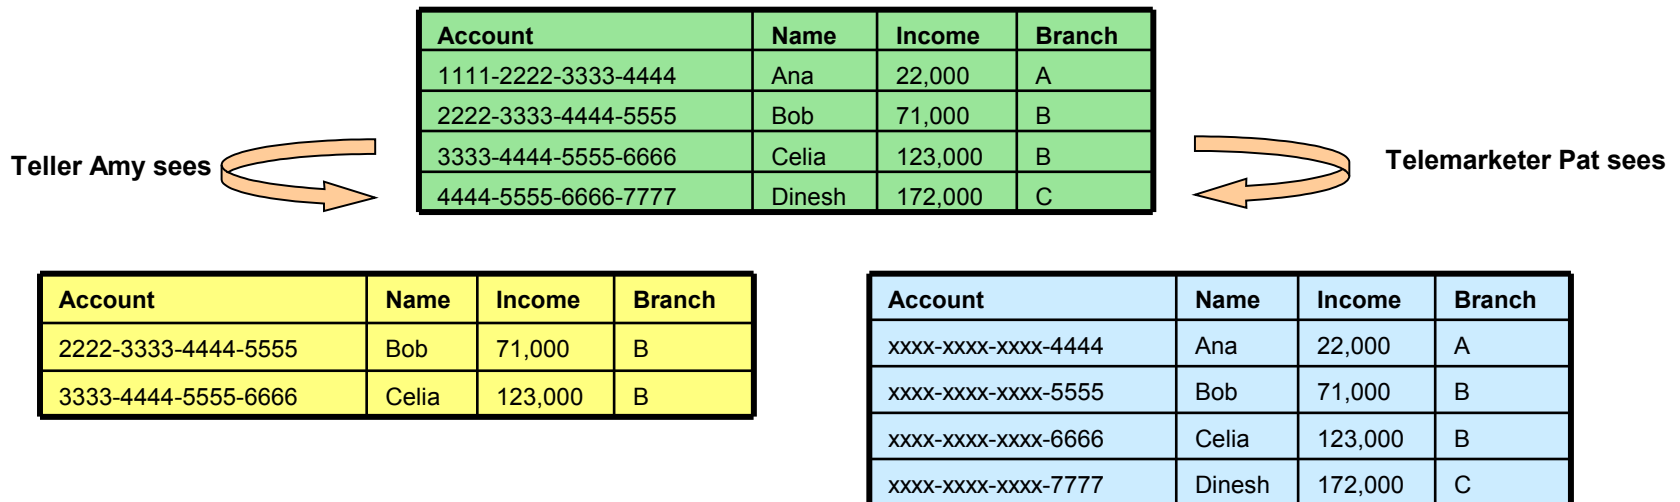 Account Name Income Branch
1111-2222-3333-4444 Ana 22,000 A
2222-3333-4444-5555 Bob 71,000 B
3333-4444-5555-6666 Celia 123,000 B
4444-5555-6666-7777 Dinesh 172,000 C
Teller Amy sees
Telemarketer Pat sees
Account Name Income Branch
2222-3333-4444-5555 Bob 71,000 B
3333-4444-5555-6666 Celia 123,000 B
Account Name Income Branch
xxxx-xxxx-xxxx-4444 Ana 22,000 A
xxxx-xxxx-xxxx-5555 Bob 71,000 B
xxxx-xxxx-xxxx-6666 Celia 123,000 B
xxxx-xxxx-xxxx-7777 Dinesh 172,000 C